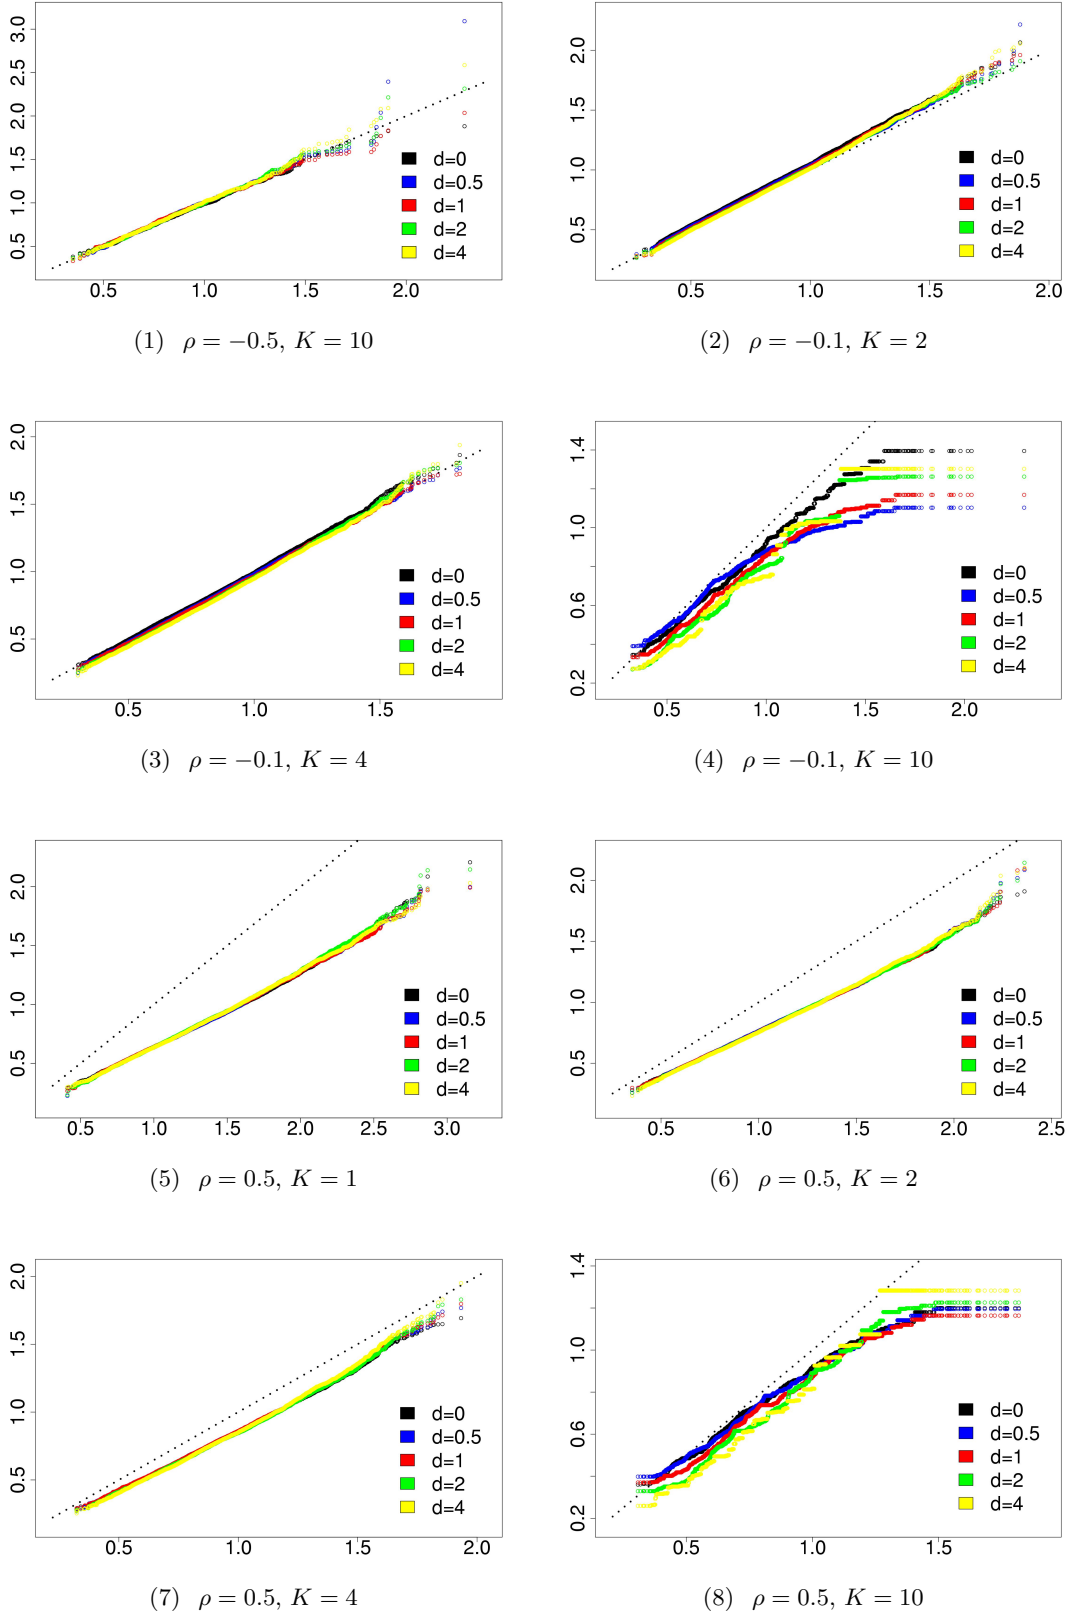 3.0
2.5
2.0
1.5
1.0
0.5
d=0
d=0.5
d=1
d=2
d=4
0.5 1.0 1.5 2.0
(1) ρ = −0.5, K = 10
2.0
1.5
1.0
0.5
d=0
d=0.5
d=1
d=2
d=4
0.5 1.0 1.5 2.0
(2) ρ = −0.1, K = 2
2.0
1.5
1.0
0.5
d=0
d=0.5
d=1
d=2
d=4
0.5 1.0 1.5
(3) ρ = −0.1, K = 4
1.4
1.0
0.6
0.2
d=0
d=0.5
d=1
d=2
d=4
0.5 1.0 1.5 2.0
(4) ρ = −0.1, K = 10
2.0
1.5
1.0
0.5
d=0
d=0.5
d=1
d=2
d=4
0.5 1.0 1.5 2.0 2.5 3.0
(5) ρ = 0.5, K = 1
2.0
1.5
1.0
0.5
d=0
d=0.5
d=1
d=2
d=4
0.5 1.0 1.5 2.0 2.5
(6) ρ = 0.5, K = 2
2.0
1.5
1.0
0.5
d=0
d=0.5
d=1
d=2
d=4
0.5 1.0 1.5 2.0
(7) ρ = 0.5, K = 4
1.4
1.0
0.6
0.2
d=0
d=0.5
d=1
d=2
d=4
0.5 1.0 1.5
(8) ρ = 0.5, K = 10